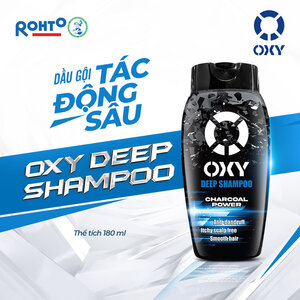 ROHTO
OXY
DẦU GỘI TÁC
ĐỘNG
SÂU
OXY DEEP
SHAMPOO
Thể tích 180 ml
OXY
DEEP SHAMPOO
CHARCOAL
POWER
Anti dandruff
Itchy scalp free
Smooth hair